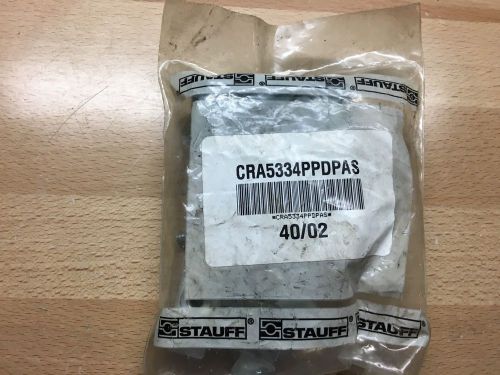 STAUFF ® STAUFF ® STAUFF
CRA5334PPDPAS
*CRA5334PPDPAS*
40/02
STAUFF ® STAUFF ® STAUFF ®